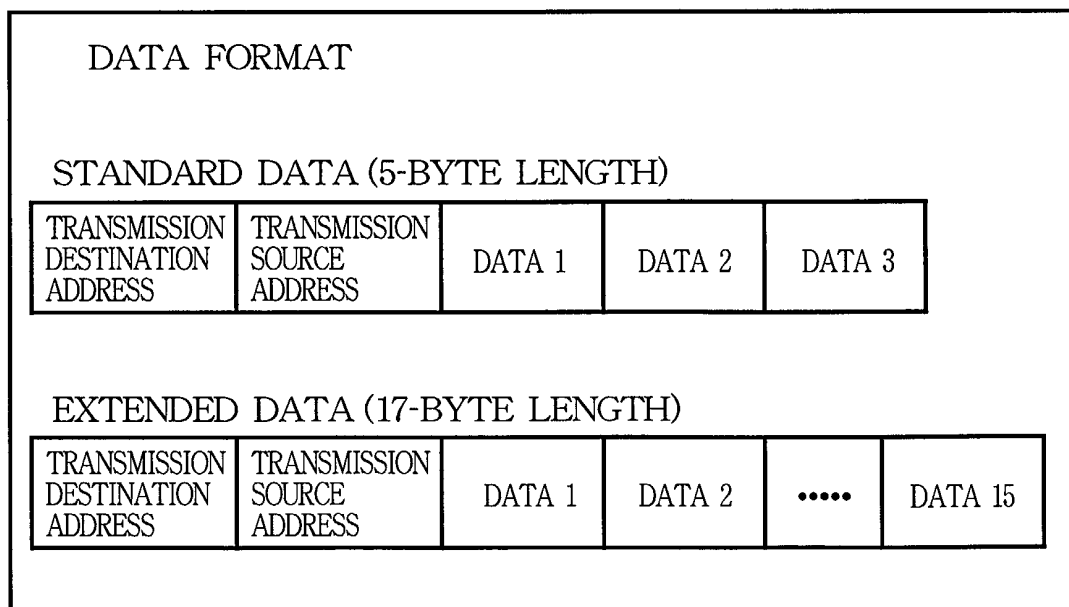 DATA FORMAT
STANDARD DATA (5-BYTE LENGTH)
TRANSMISSION DESTINATION ADDRESS
TRANSMISSION SOURCE ADDRESS
DATA 1
DATA 2
DATA 3
EXTENDED DATA (17-BYTE LENGTH)
TRANSMISSION DESTINATION ADDRESS
TRANSMISSION SOURCE ADDRESS
DATA 1
DATA 2
•••••
DATA 15